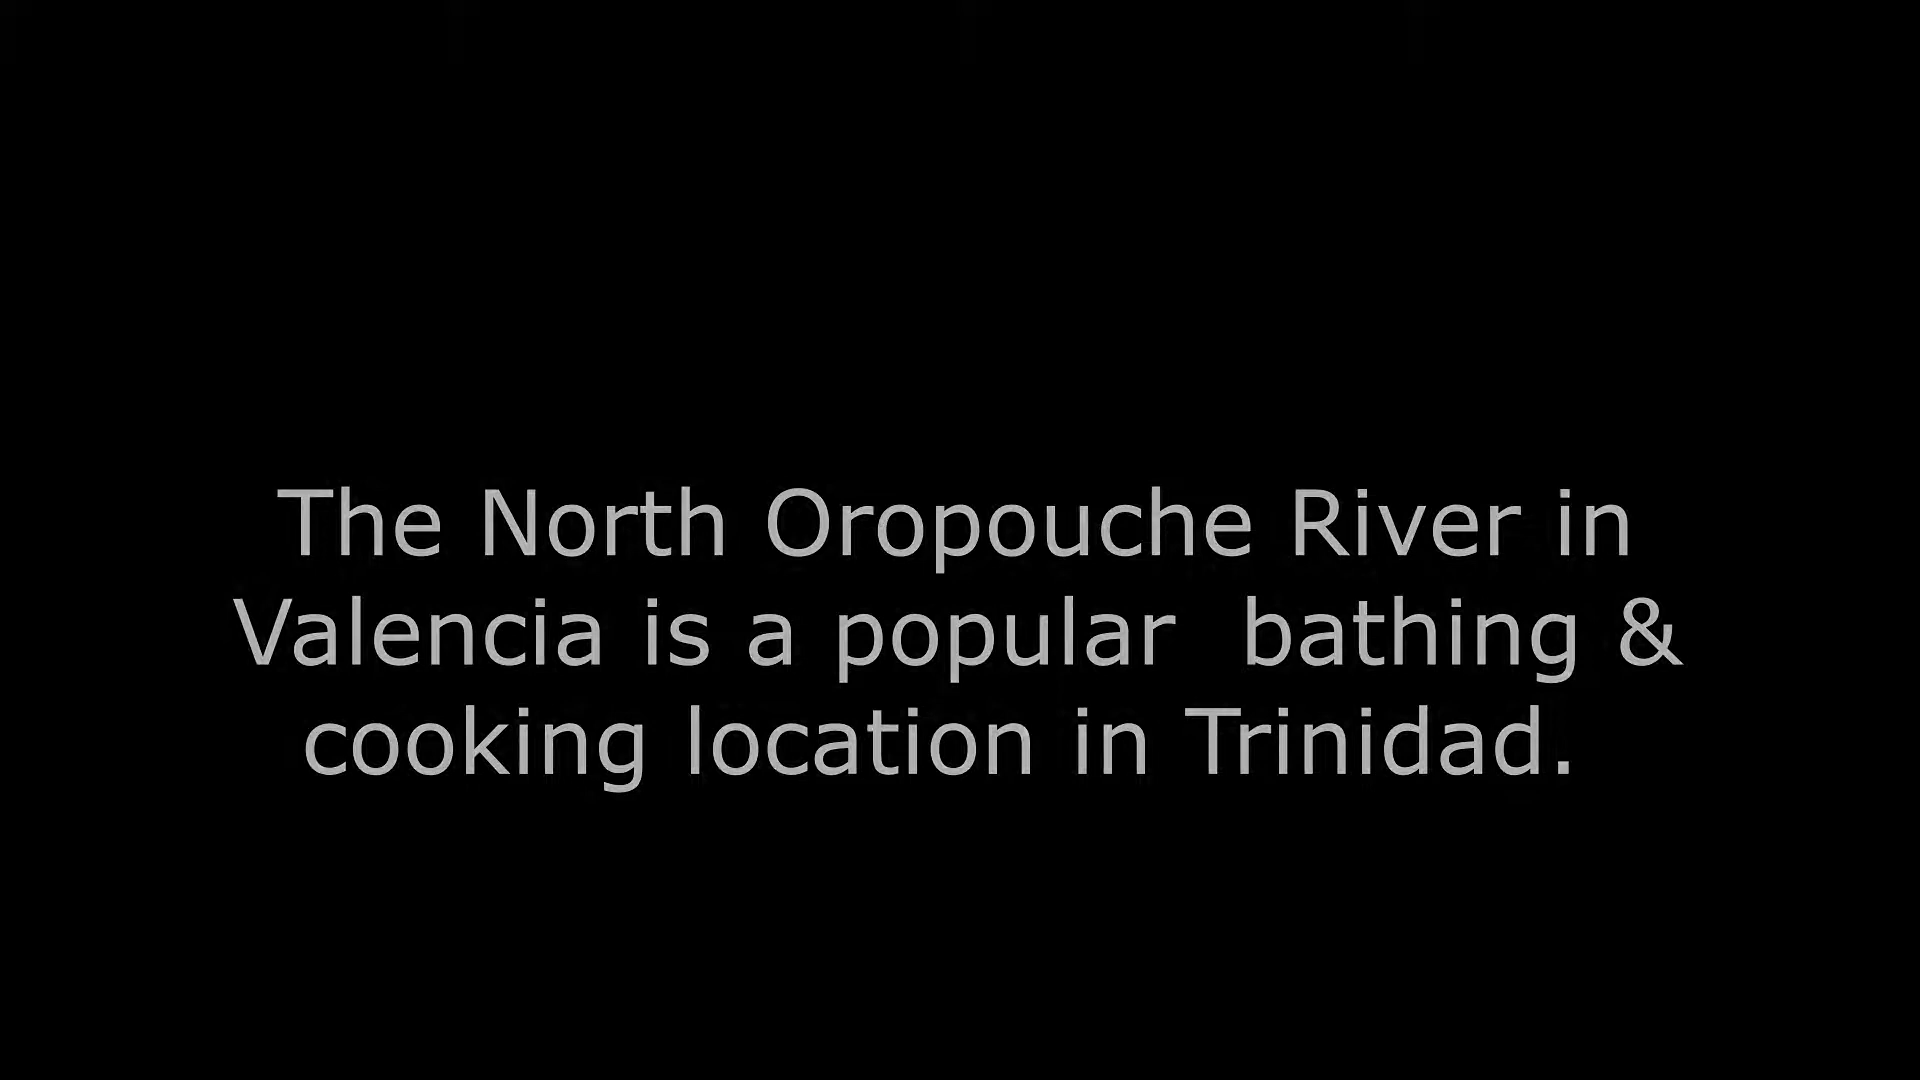 The North Oropouche River in
Valencia is a popular  bathing &
cooking location in Trinidad.